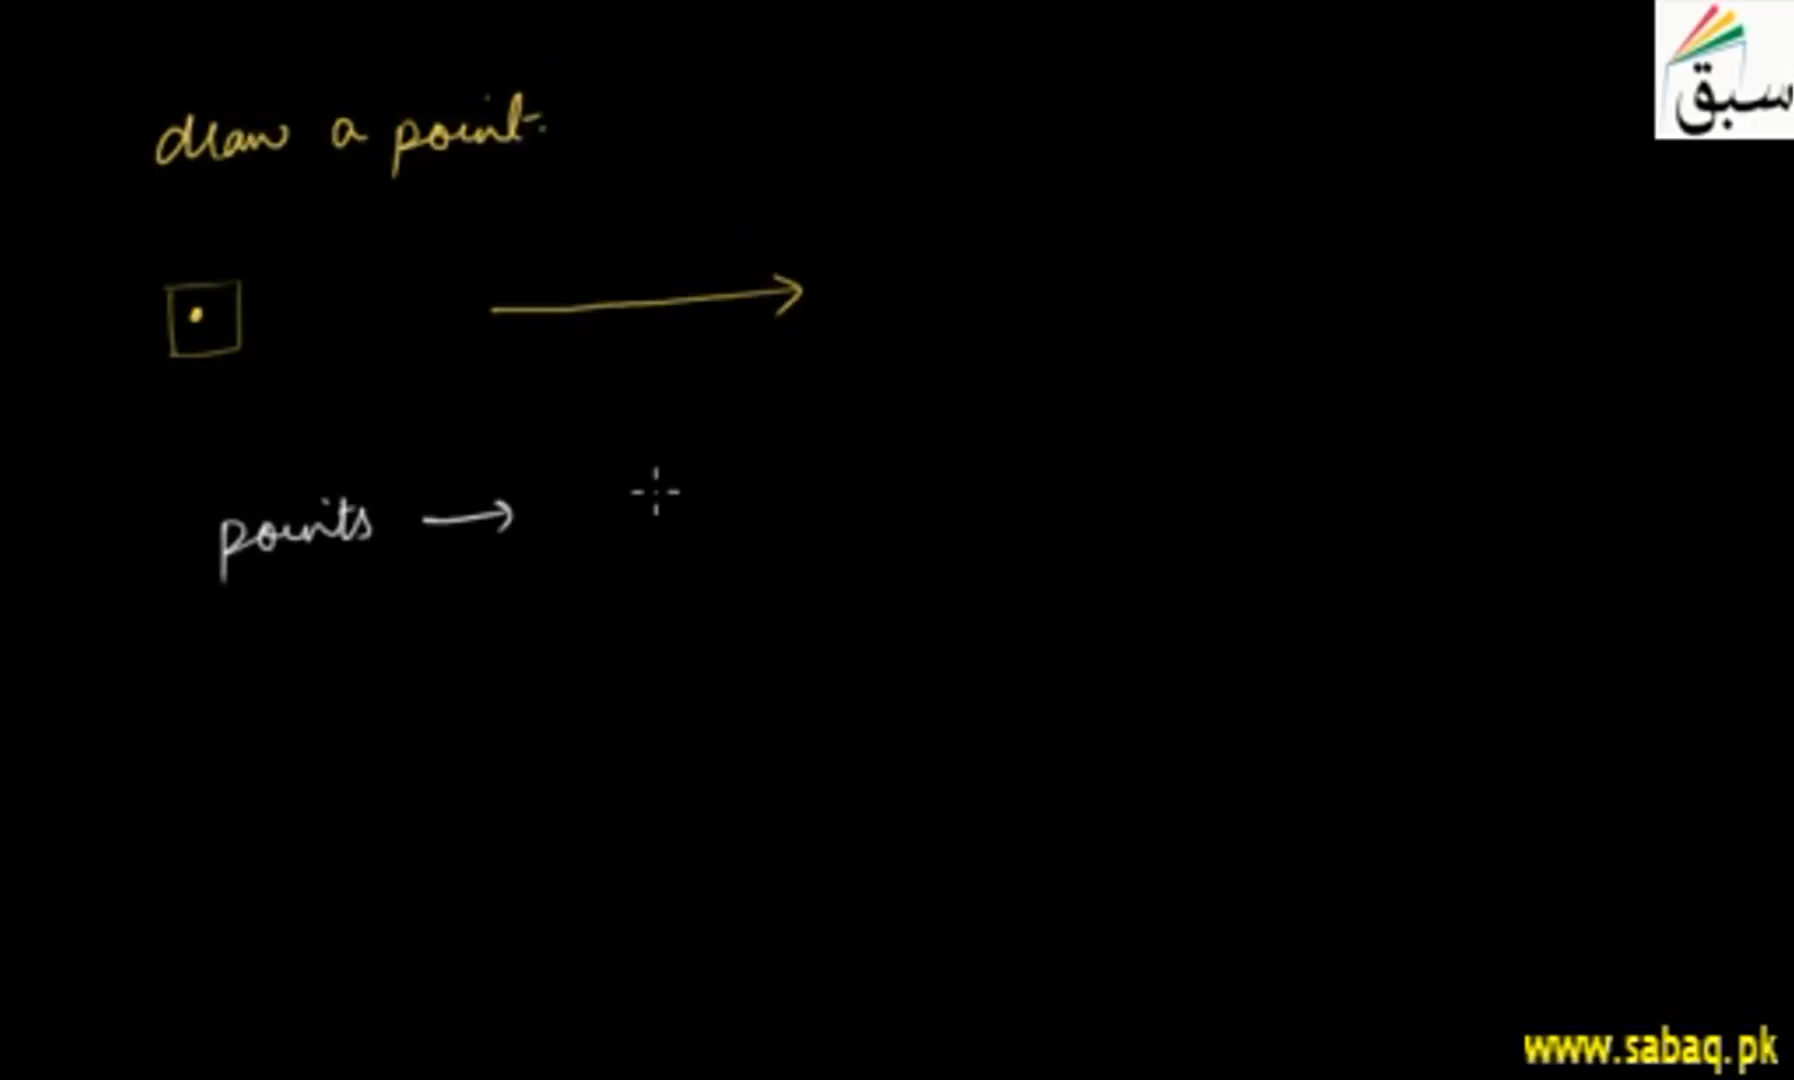 سبق
draw a point.
points →
www.sabaq.pk